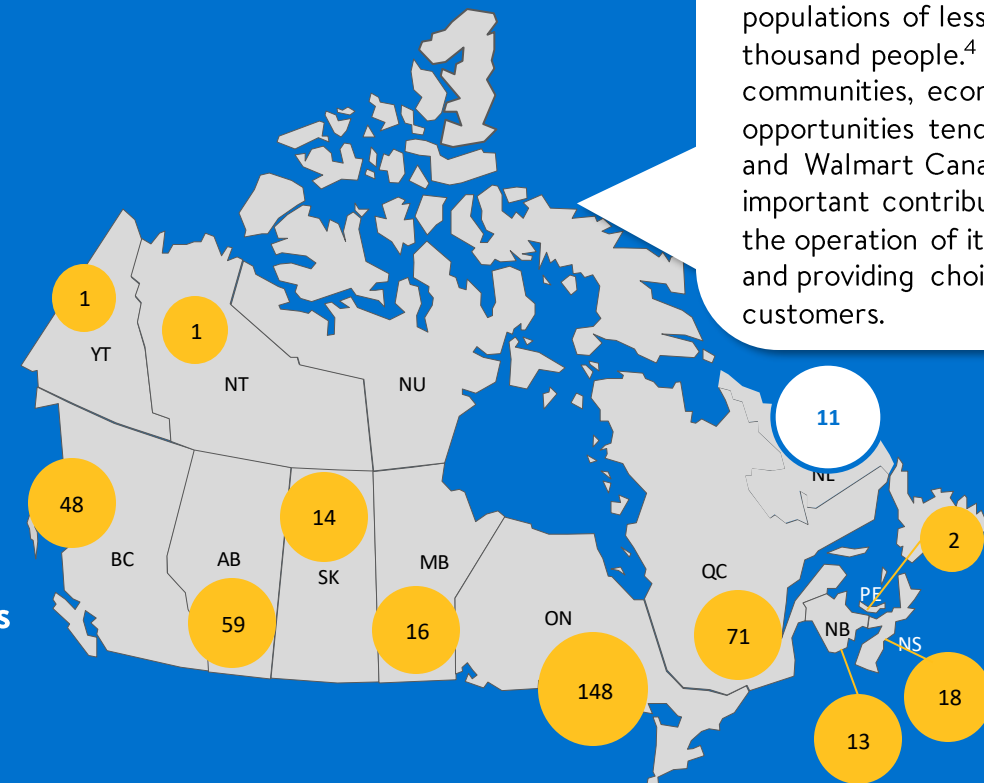 populations of less
thousand people.4
communities, econ
opportunities tend
and Walmart Cana
important contribu
the operation of it
and providing choi
customers.
1
1
YT
NT
NU
11
NL
48
14
2
BC
AB
SK
MB
QC
PE
ON
NB
NS
59
16
71
148
18
13
s